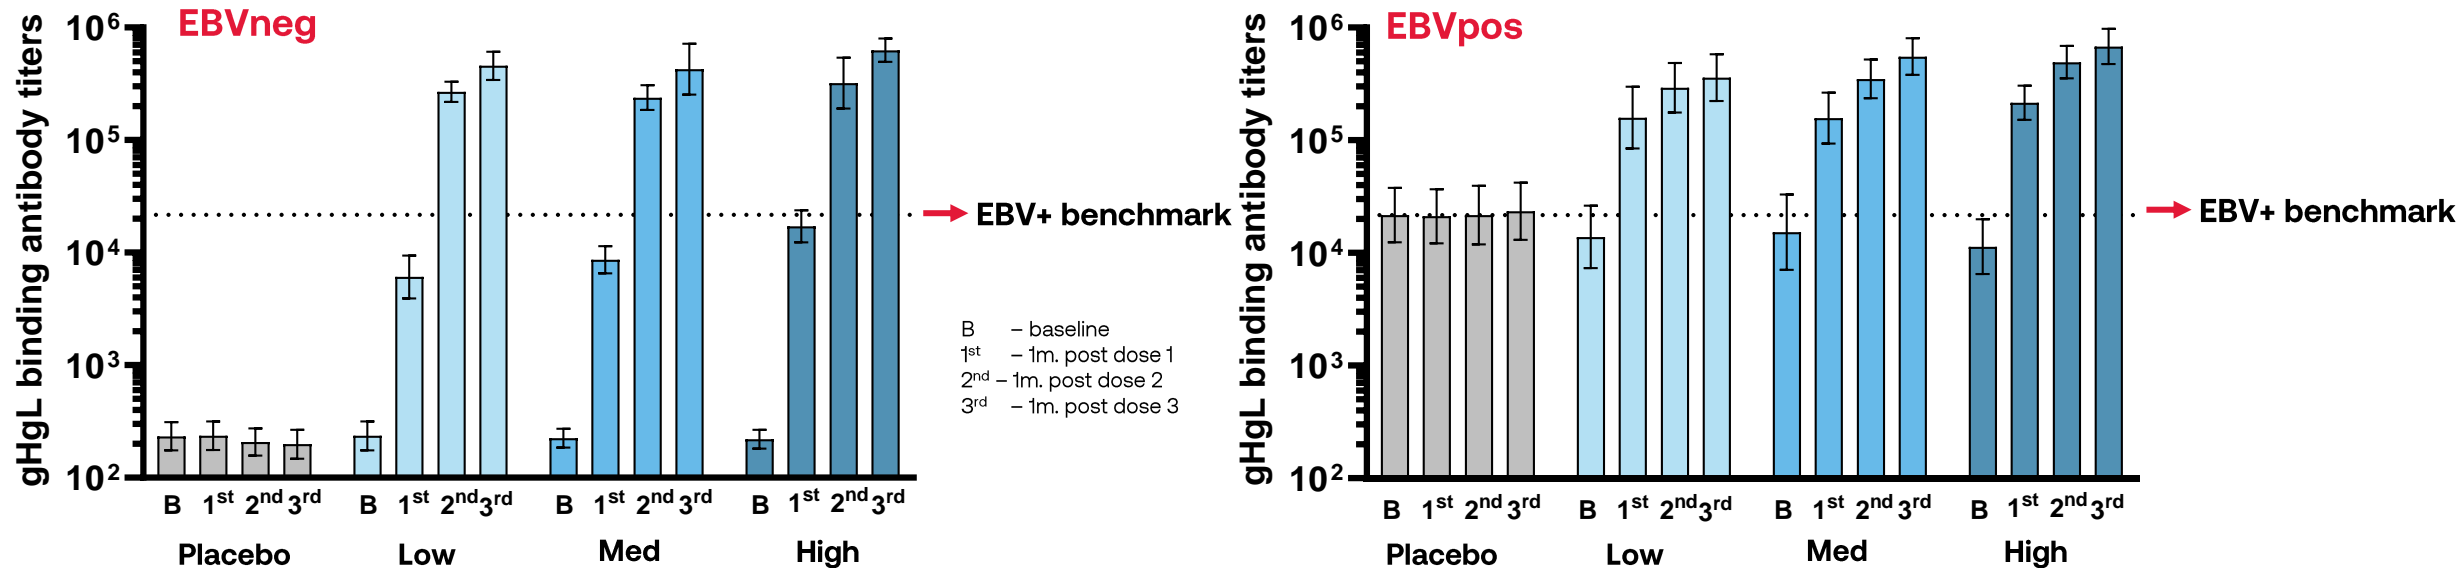 EBVneg
gHgL binding antibody titers
10⁶
10⁵
10⁴
10³
10²
EBV+ benchmark
B – baseline
1ˢᵗ – 1m. post dose 1
2ⁿᵈ – 1m. post dose 2
3ʳᵈ – 1m. post dose 3
B 1ˢᵗ 2ⁿᵈ 3ʳᵈ B 1ˢᵗ 2ⁿᵈ 3ʳᵈ B 1ˢᵗ 2ⁿᵈ 3ʳᵈ B 1ˢᵗ 2ⁿᵈ 3ʳᵈ
Placebo Low Med High
EBVpos
gHgL binding antibody titers
10⁶
10⁵
10⁴
10³
10²
EBV+ benchmark
B 1ˢᵗ 2ⁿᵈ 3ʳᵈ B 1ˢᵗ 2ⁿᵈ 3ʳᵈ B 1ˢᵗ 2ⁿᵈ 3ʳᵈ B 1ˢᵗ 2ⁿᵈ 3ʳᵈ
Placebo Low Med High